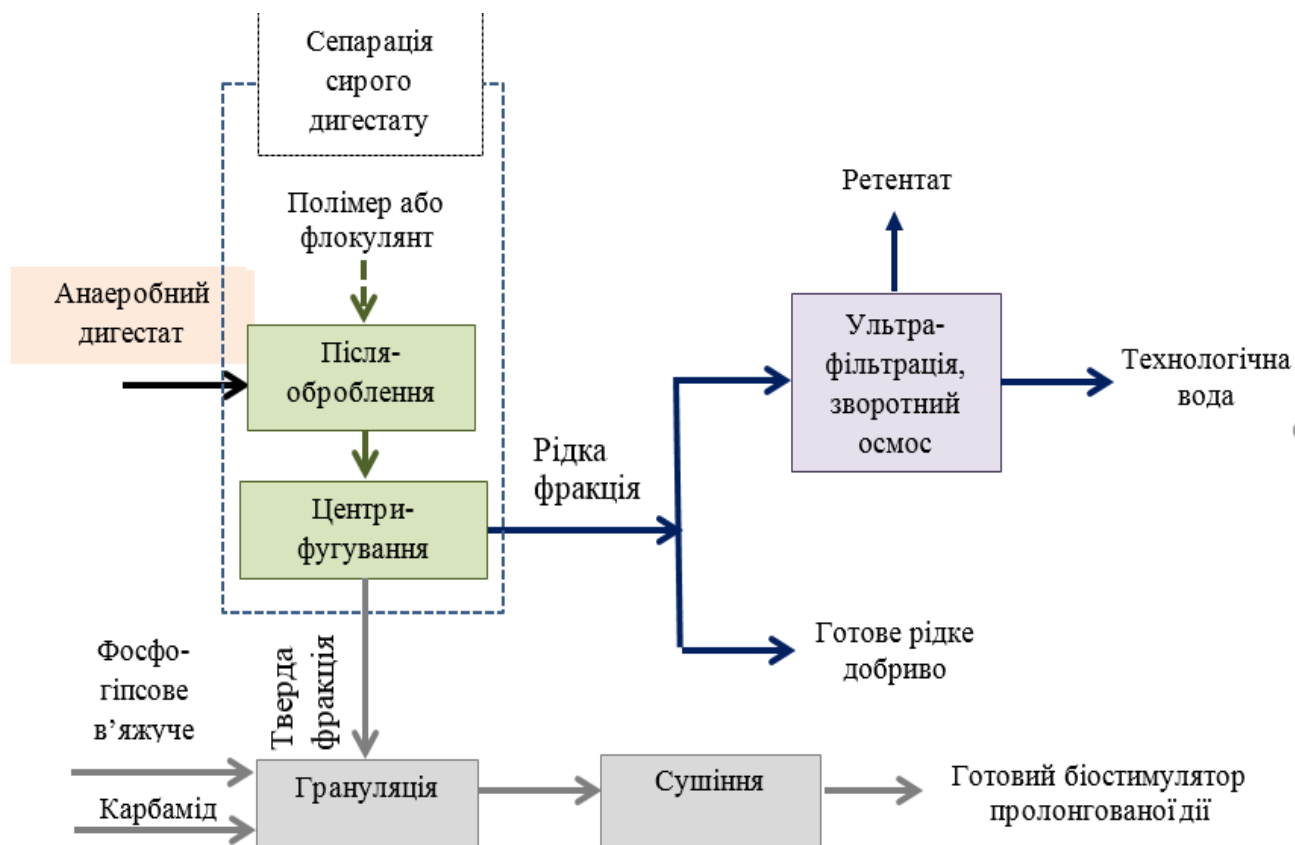 Сепарація
сирого
дигестату
Полімер або
флокулянт
Анаеробний
дигестат
Після-
оброблення
Центри-
фугування
Рідка
фракція
Ретентат
Ультра-
фільтрація,
зворотний
осмос
Технологічна
вода
Готове рідке
добриво
Тверда
фракція
Фосфо-
гіпсове
в’яжуче
Карбамід
Грануляція
Сушіння
Готовий біостимулятор
пролонгованої дії